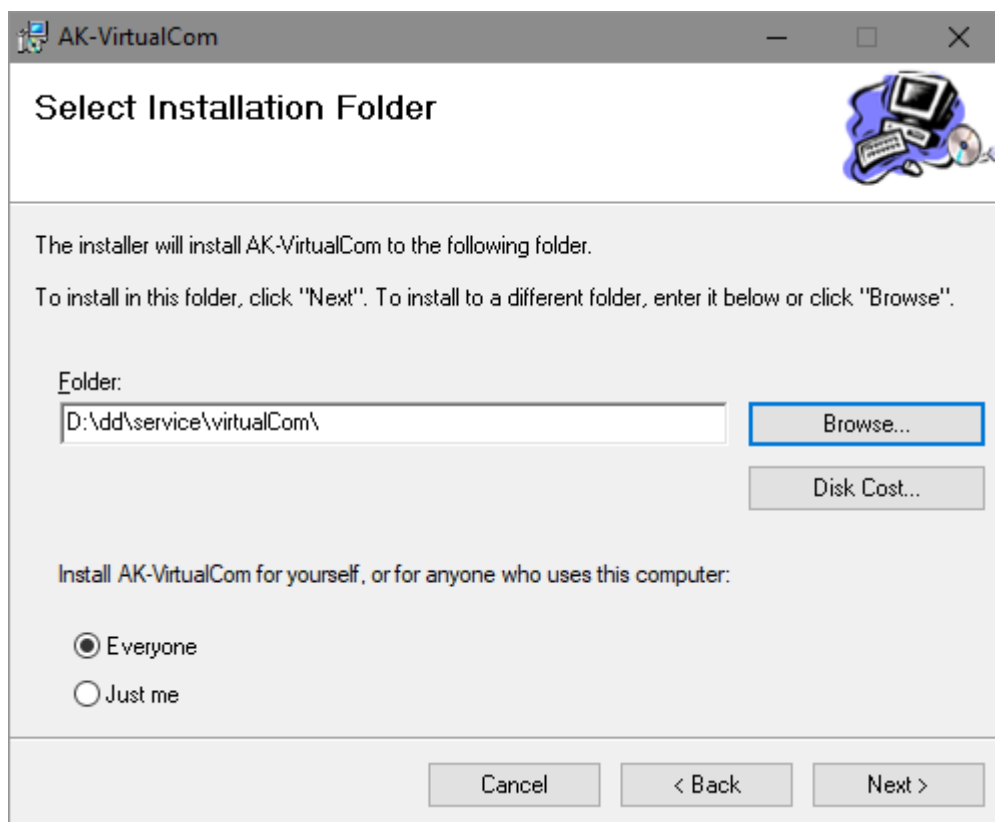 AK-VirtualCom
Select Installation Folder
The installer will install AK-VirtualCom to the following folder.
To install in this folder, click "Next". To install to a different folder, enter it below or click "Browse".
Folder:
D:\dd\service\virtualCom\
Browse...
Disk Cost...
Install AK-VirtualCom for yourself, or for anyone who uses this computer:
Everyone
Just me
Cancel
< Back
Next >